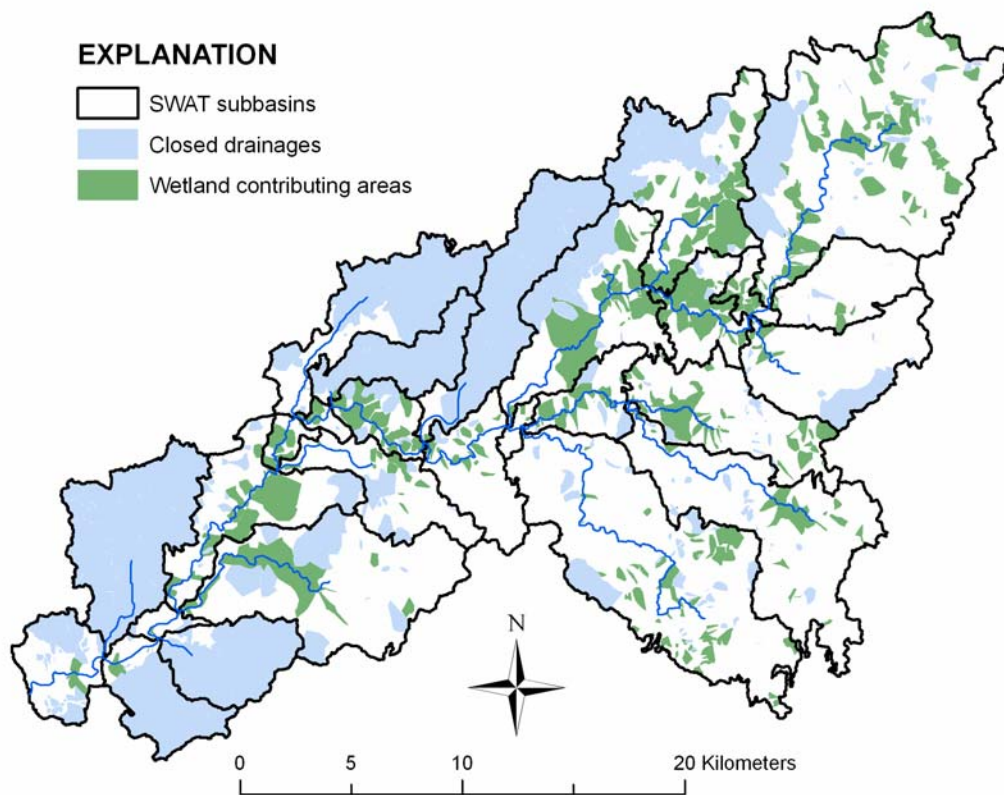 EXPLANATION
SWAT subbasins
Closed drainages
Wetland contributing areas
N
0 5 10 20 Kilometers